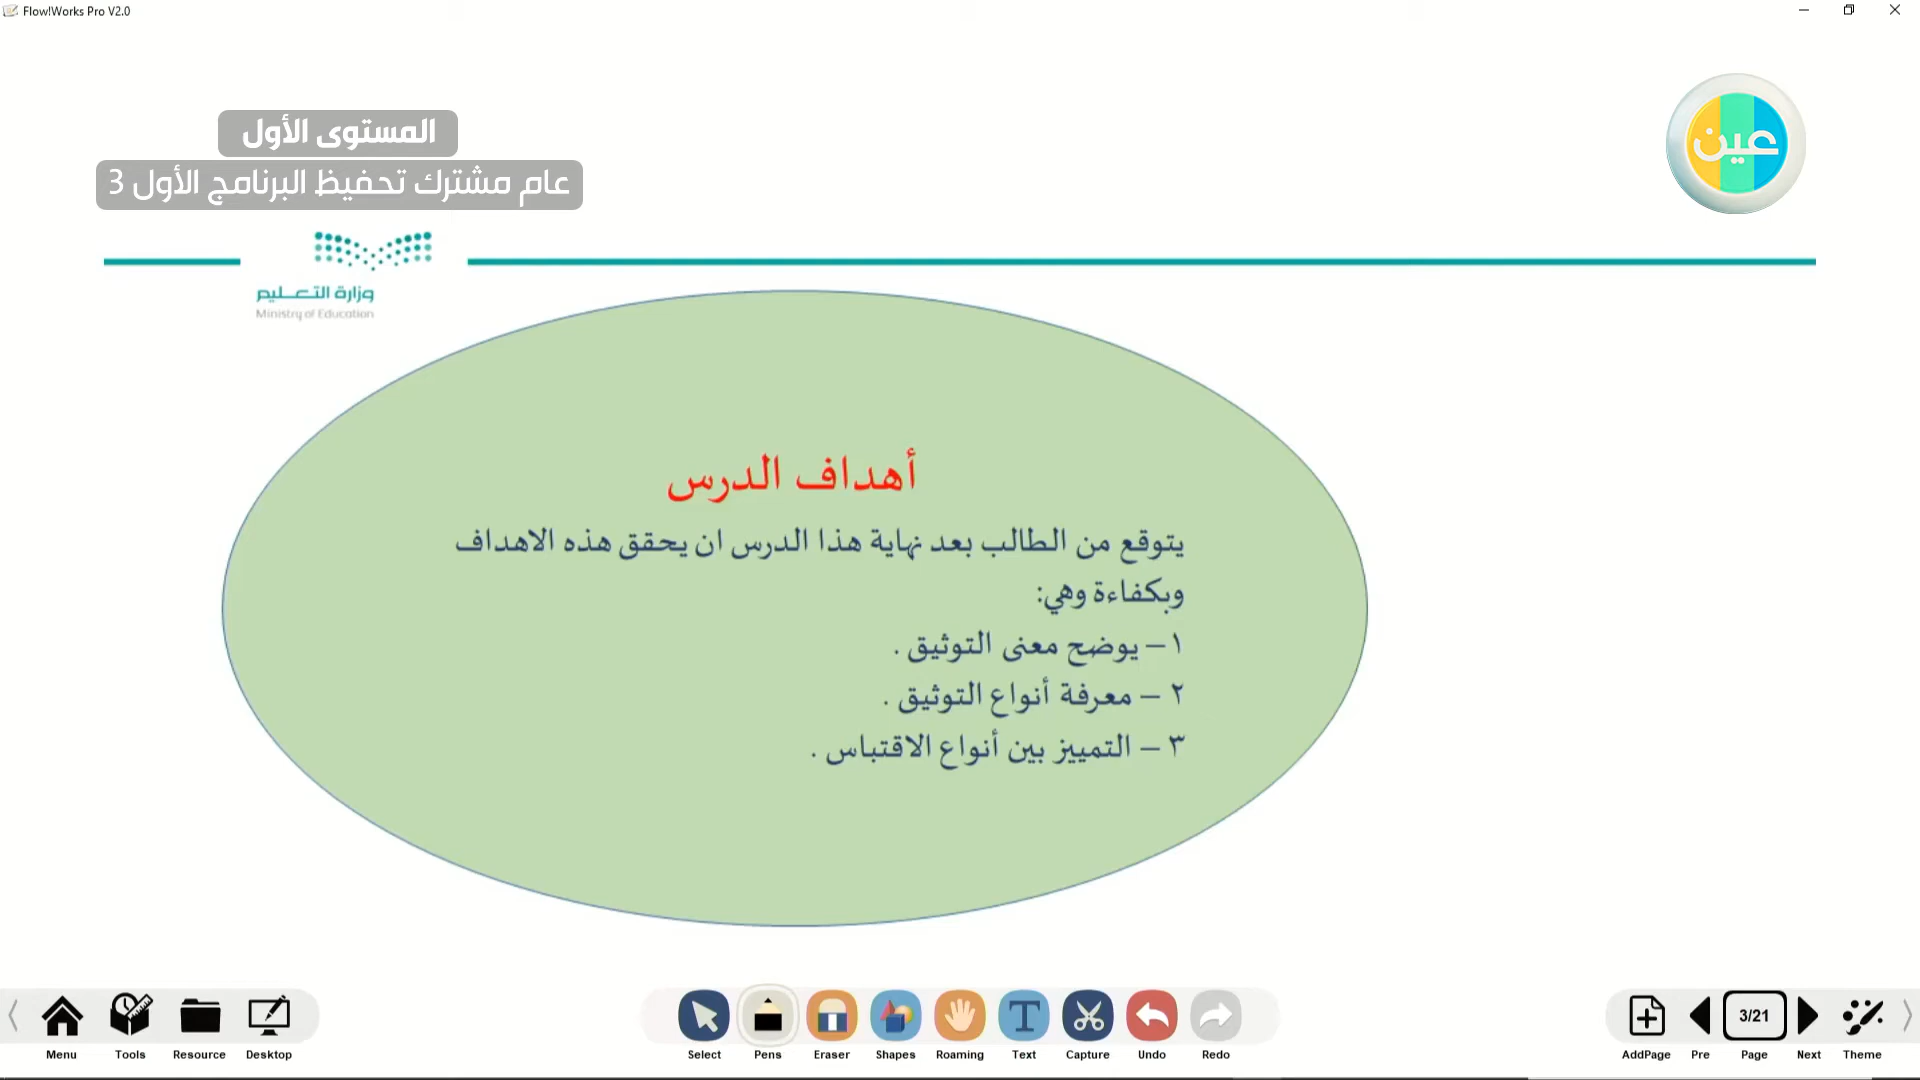 Flow!Works Pro V2.0
المستوى الأول
عام مشترك تحفيظ البرنامج الأول 3
عين
وزارة التعليم
Ministry of Education
أهداف الدرس
يتوقع من الطالب بعد نهاية هذا الدرس ان يحقق هذه الاهداف
وبكفاءة وهي:
١– يوضح معنى التوثيق .
٢ – معرفة أنواع التوثيق .
٣ – التمييز بين أنواع الاقتباس .
3/21
Menu Tools Resource Desktop Select Pens Eraser Shapes Roaming Text Capture Undo Redo AddPage Pre Page Next Theme